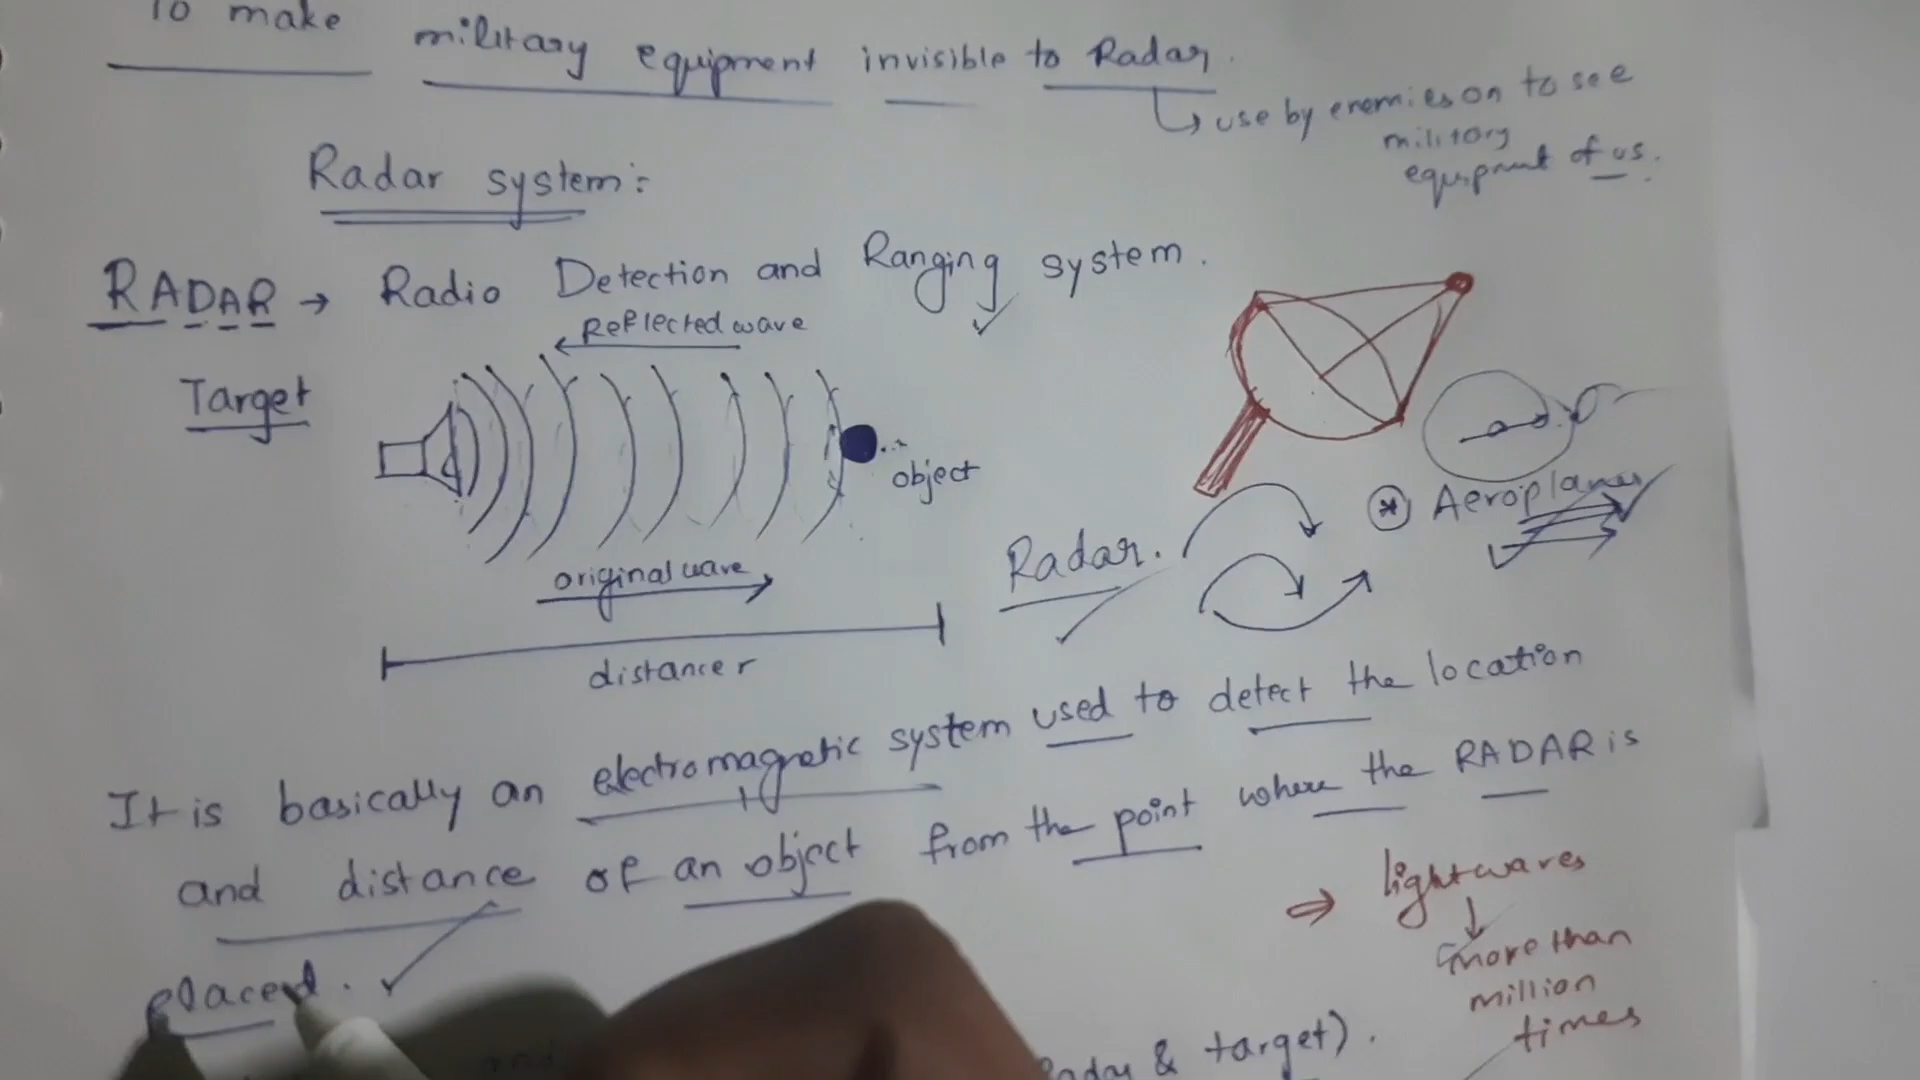 To make military equipment invisible to Radar.
↳ use by enemies on to see
military
equipment of us.
Radar system:
RADAR → Radio Detection and Ranging system.
Reflected wave
Target
object
* Aeroplanes
original wave
Radar.
distance r
It is basically an electromagnetic system used to detect the location
and distance of an object from the point where the RADAR is
placed.
⇒ lightwaves
more than
million
times
Radar & target).